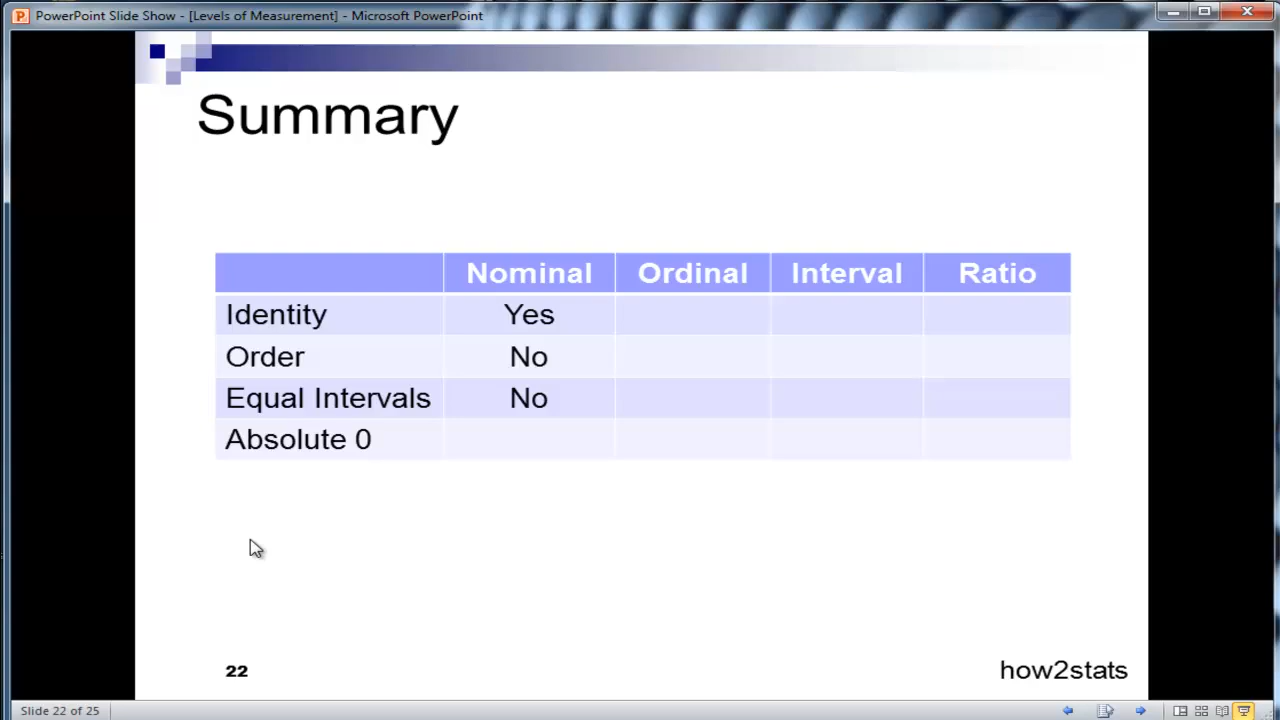 PowerPoint Slide Show - [Levels of Measurement] - Microsoft PowerPoint
Summary
Nominal Ordinal Interval Ratio
Identity Yes
Order No
Equal Intervals No
Absolute 0
22
how2stats
Slide 22 of 25